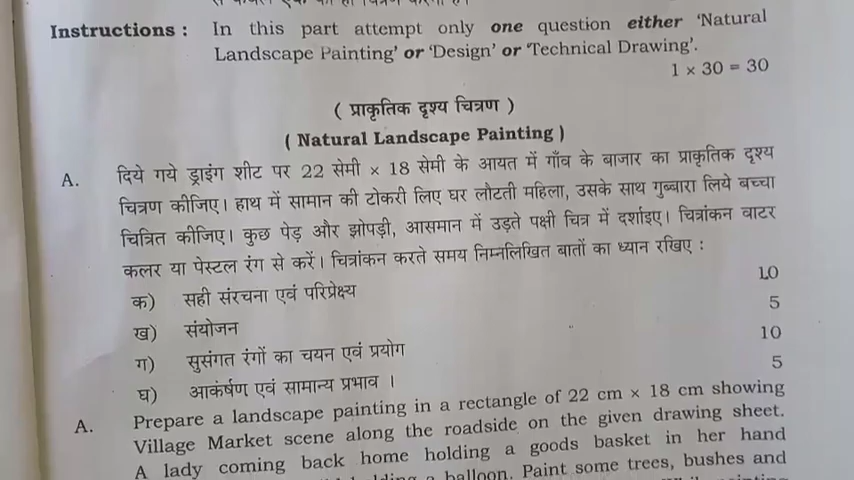 से केवल एक का ही चित्रण करना है।
Instructions : In this part attempt only one question either 'Natural
Landscape Painting' or 'Design' or 'Technical Drawing'.
1 × 30 = 30
( प्राकृतिक दृश्य चित्रण )
( Natural Landscape Painting )
A. दिये गये ड्राइंग शीट पर 22 सेमी × 18 सेमी के आयत में गाँव के बाजार का प्राकृतिक दृश्य
चित्रण कीजिए। हाथ में सामान की टोकरी लिए घर लौटती महिला, उसके साथ गुब्बारा लिये बच्चा
चित्रित कीजिए। कुछ पेड़ और झोपड़ी, आसमान में उड़ते पक्षी चित्र में दर्शाइए। चित्रांकन वाटर
कलर या पेस्टल रंग से करें। चित्रांकन करते समय निम्नलिखित बातों का ध्यान रखिए :
क) सही संरचना एवं परिप्रेक्ष्य 10
ख) संयोजन 5
ग) सुसंगत रंगों का चयन एवं प्रयोग 10
घ) आकंर्षण एवं सामान्य प्रभाव । 5
A. Prepare a landscape painting in a rectangle of 22 cm × 18 cm showing
Village Market scene along the roadside on the given drawing sheet.
A lady coming back home holding a goods basket in her hand
a balloon. Paint some trees, bushes and